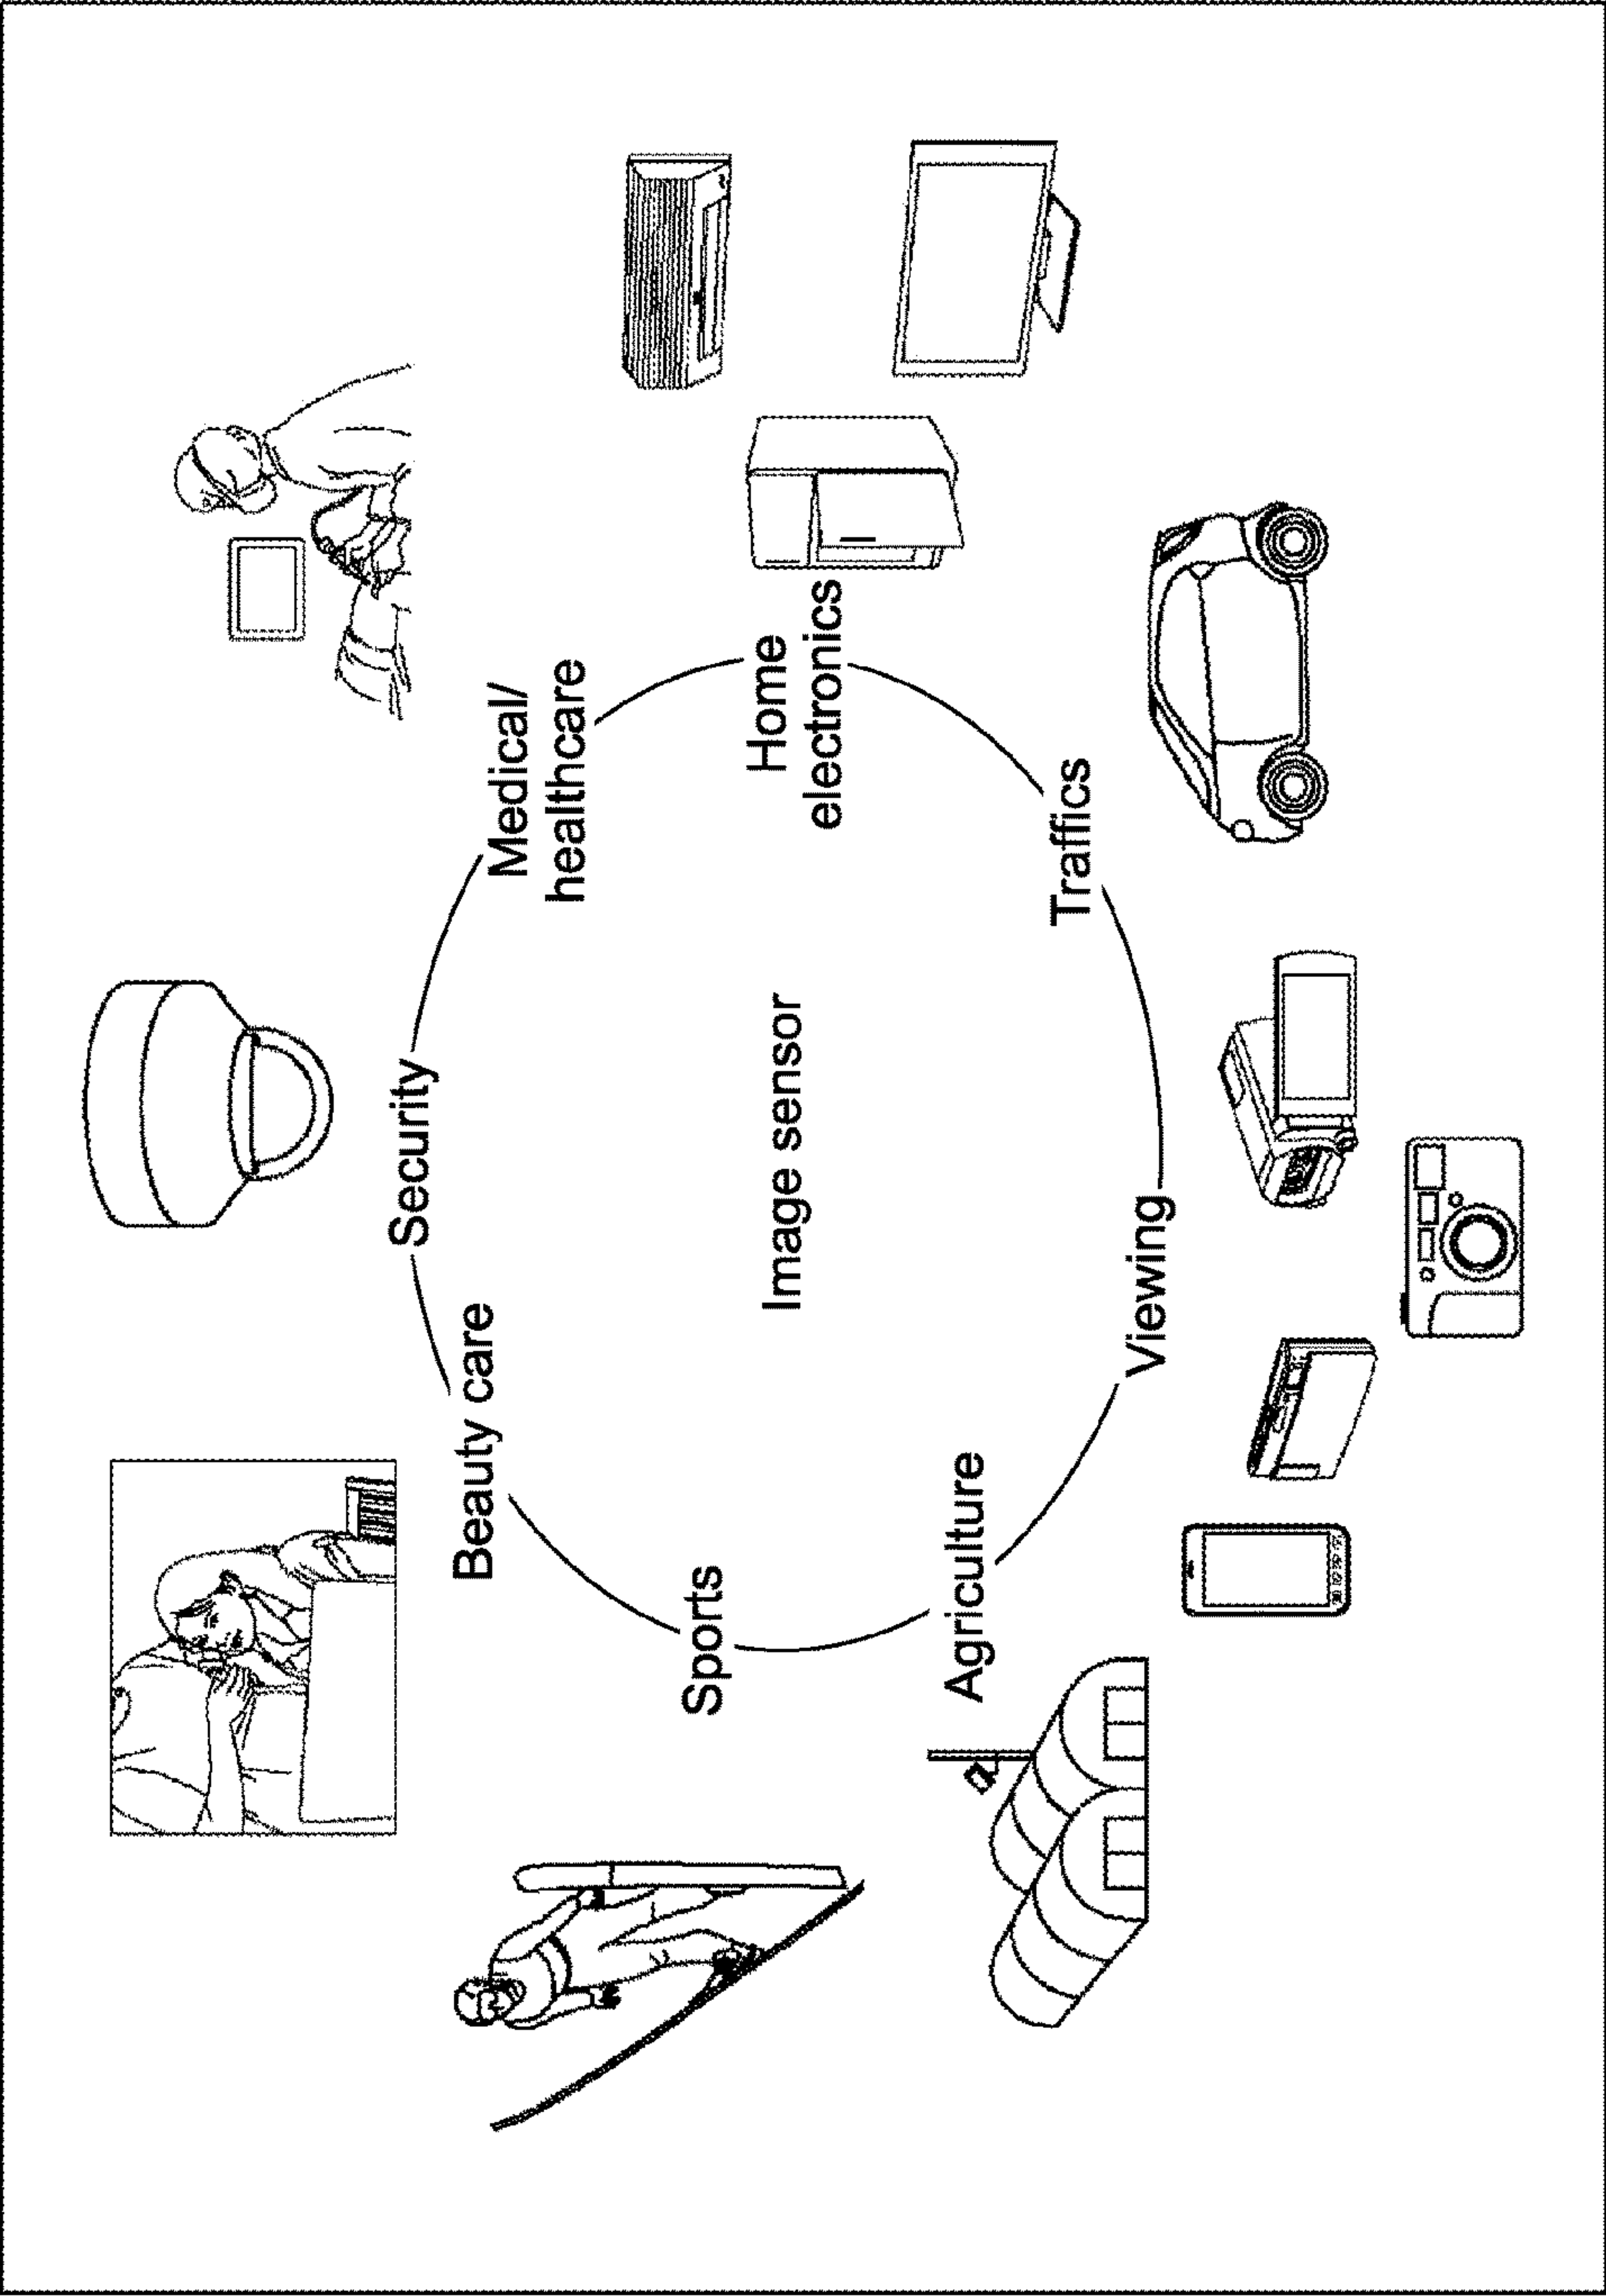 Security
Beauty care
Medical/
healthcare
Sports
Image sensor
Home
electronics
Agriculture
Traffics
Viewing